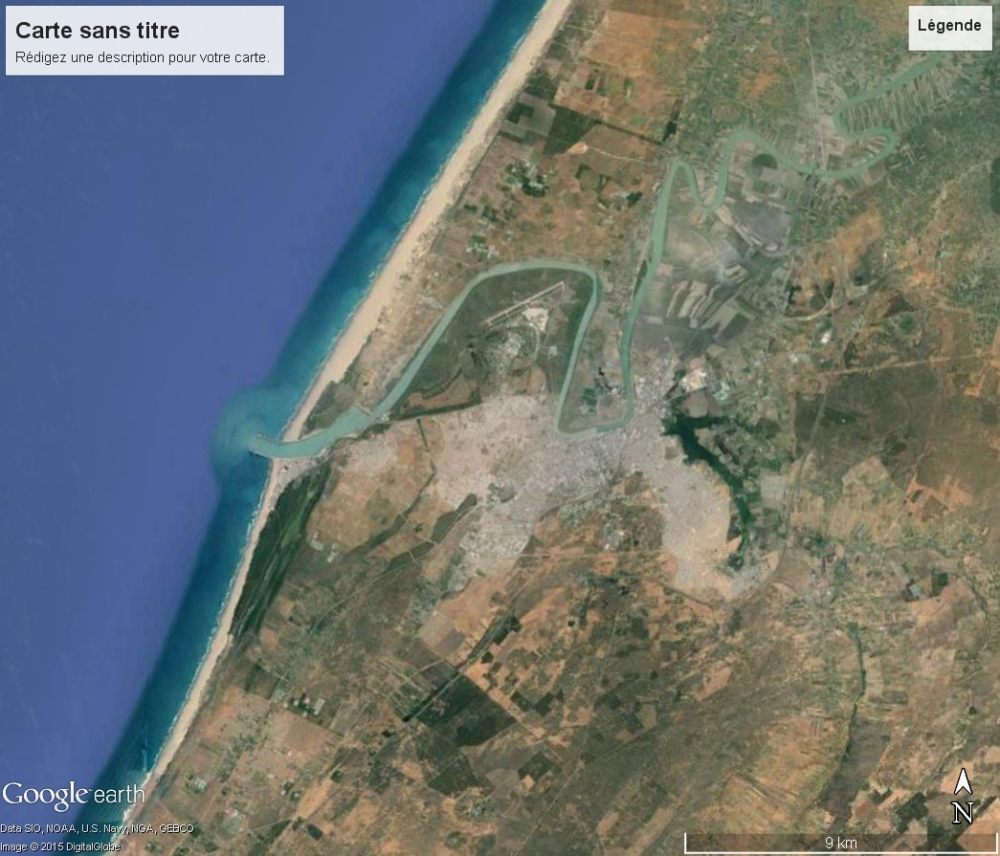 Carte sans titre
Rédigez une description pour votre carte.
Légende
Google earth
Data SIO, NOAA, U.S. Navy, NGA, GEBCO
Image © 2015 DigitalGlobe
N
9 km